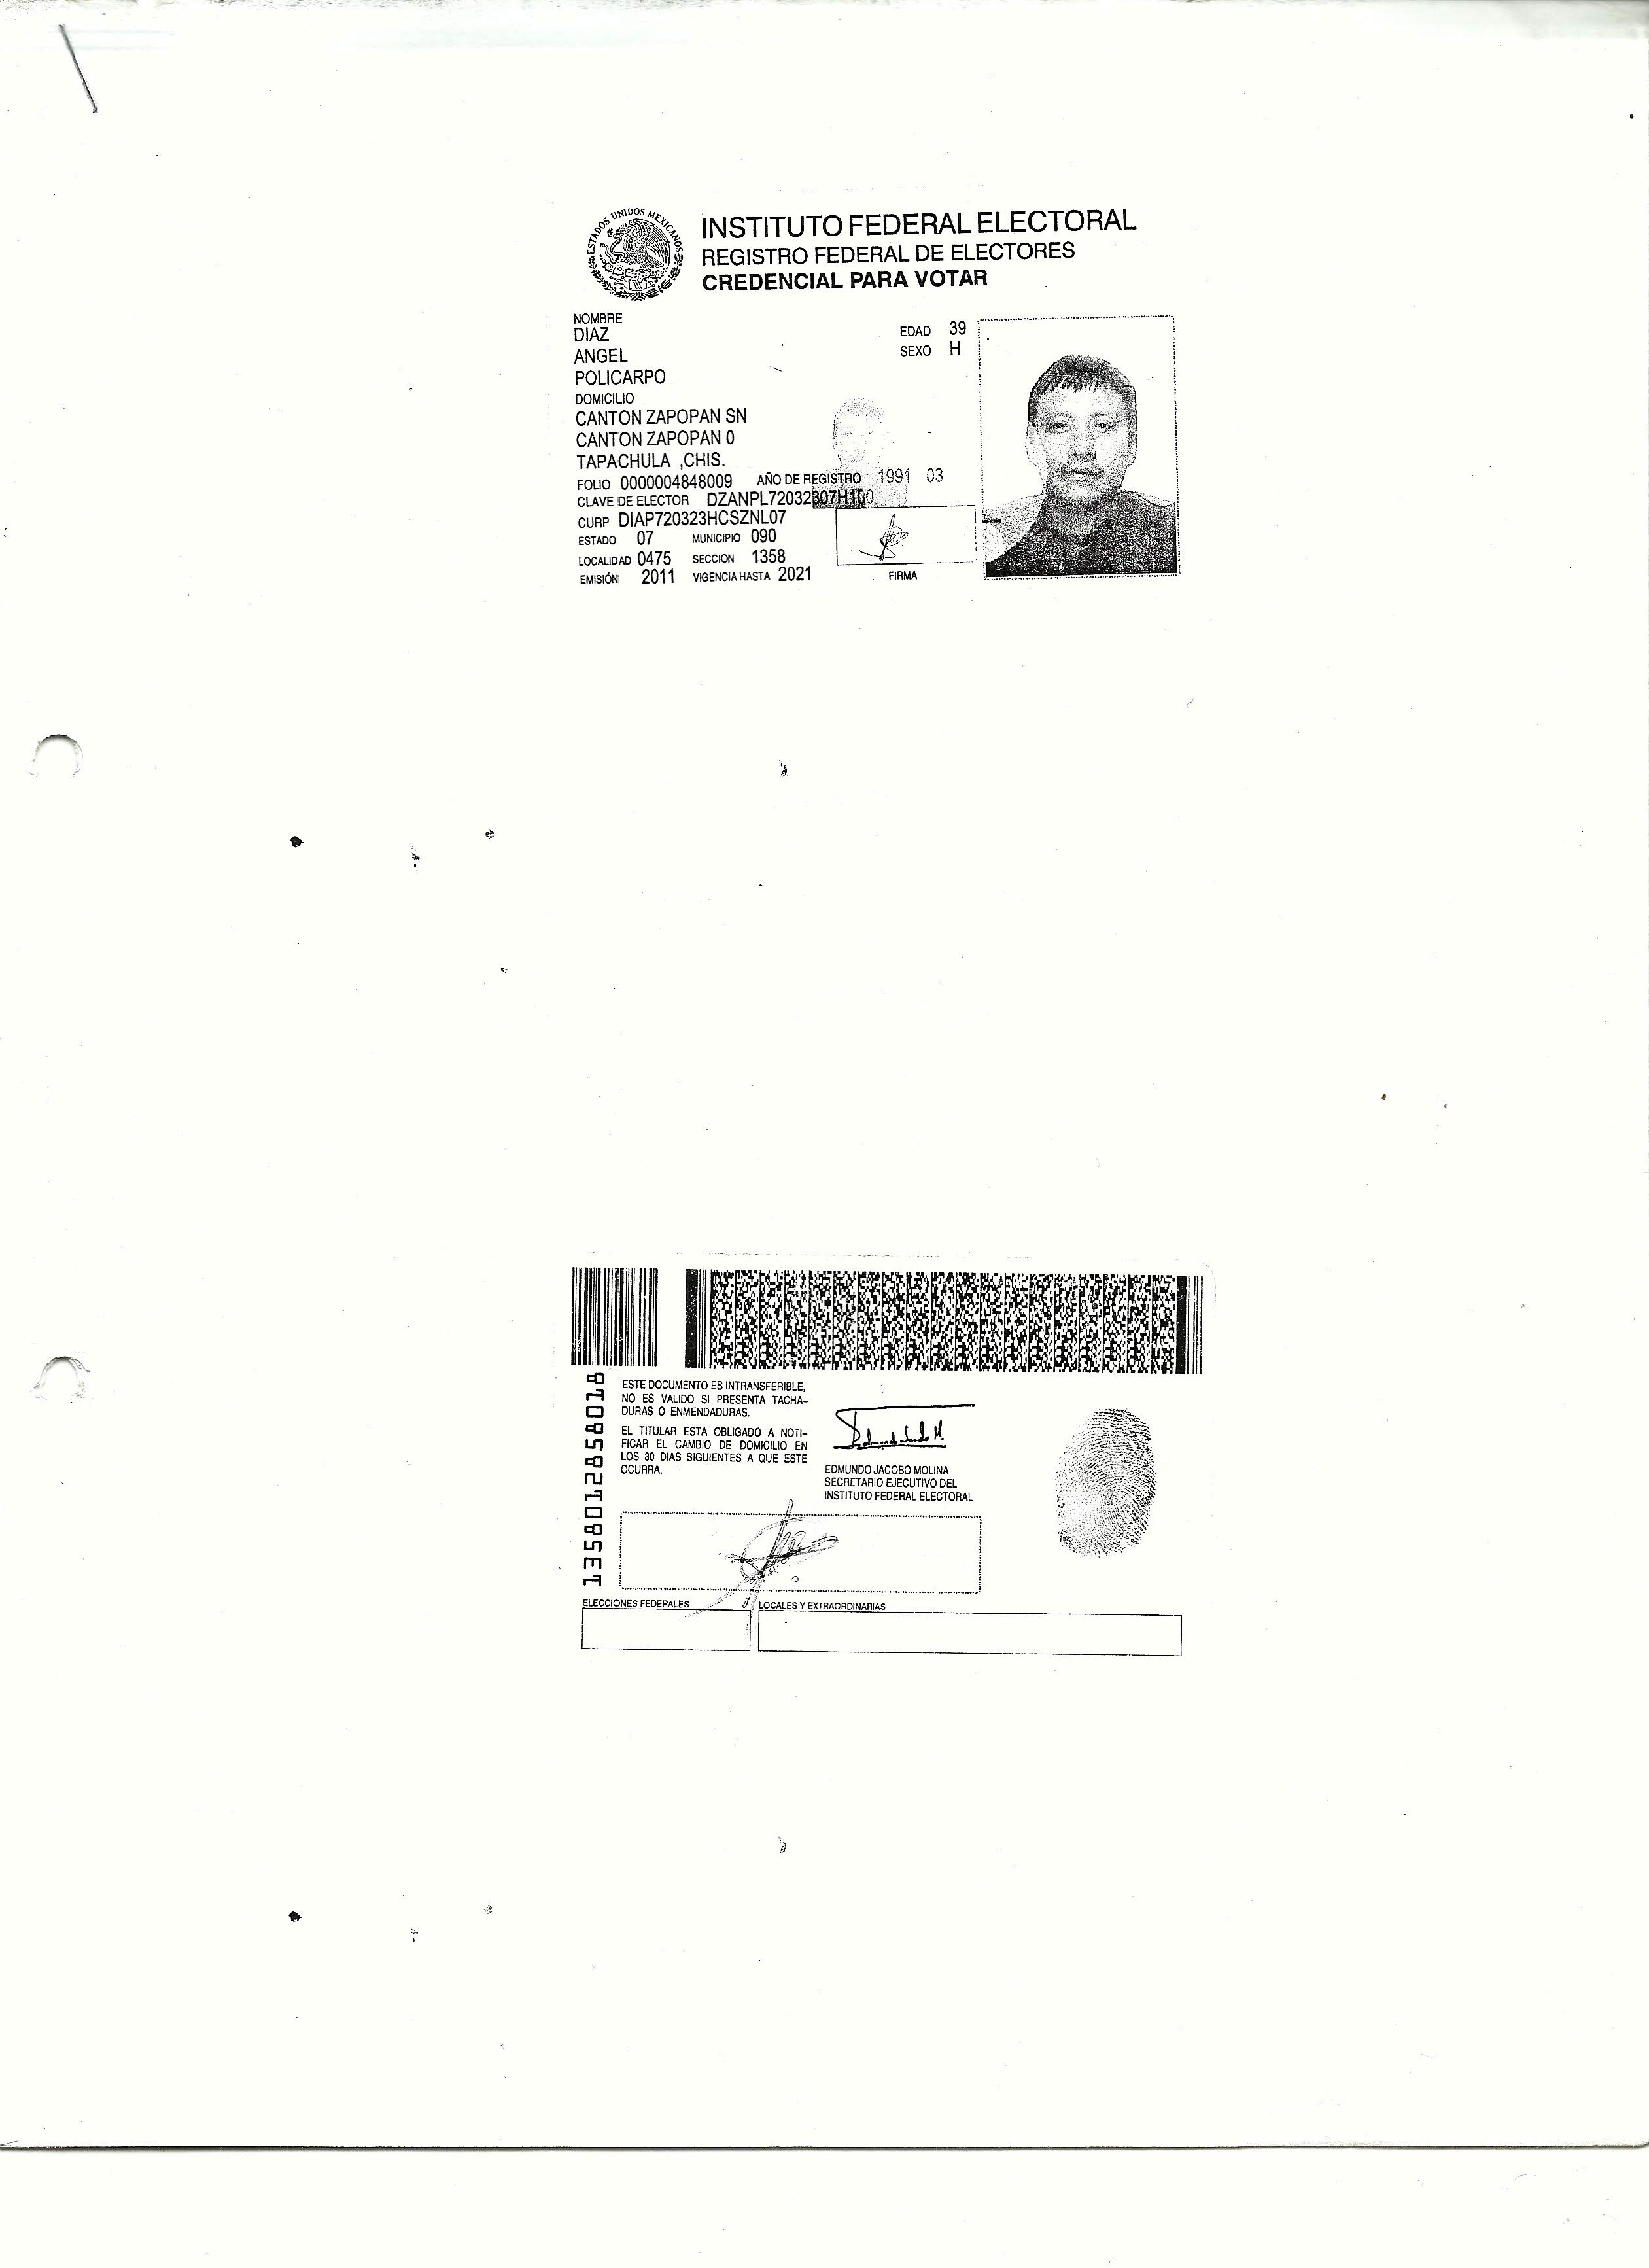 ESTADOS UNIDOS MEXICANOS
INSTITUTO FEDERAL ELECTORAL
REGISTRO FEDERAL DE ELECTORES
CREDENCIAL PARA VOTAR
NOMBRE
DIAZ
ANGEL
POLICARPO
EDAD 39
SEXO H
DOMICILIO
CANTON ZAPOPAN SN
CANTON ZAPOPAN 0
TAPACHULA ,CHIS.
FOLIO 0000004848009 AÑO DE REGISTRO 1991 03
CLAVE DE ELECTOR DZANPL72032307H100
CURP DIAP720323HCSZNL07
ESTADO 07 MUNICIPIO 090
LOCALIDAD 0475 SECCION 1358
EMISIÓN 2011 VIGENCIA HASTA 2021
FIRMA
1358012858018
ESTE DOCUMENTO ES INTRANSFERIBLE,
NO ES VALIDO SI PRESENTA TACHA-
DURAS O ENMENDADURAS.
EL TITULAR ESTA OBLIGADO A NOTI-
FICAR EL CAMBIO DE DOMICILIO EN
LOS 30 DIAS SIGUIENTES A QUE ESTE
OCURRA.
EDMUNDO JACOBO MOLINA
SECRETARIO EJECUTIVO DEL
INSTITUTO FEDERAL ELECTORAL
ELECCIONES FEDERALES
LOCALES Y EXTRAORDINARIAS